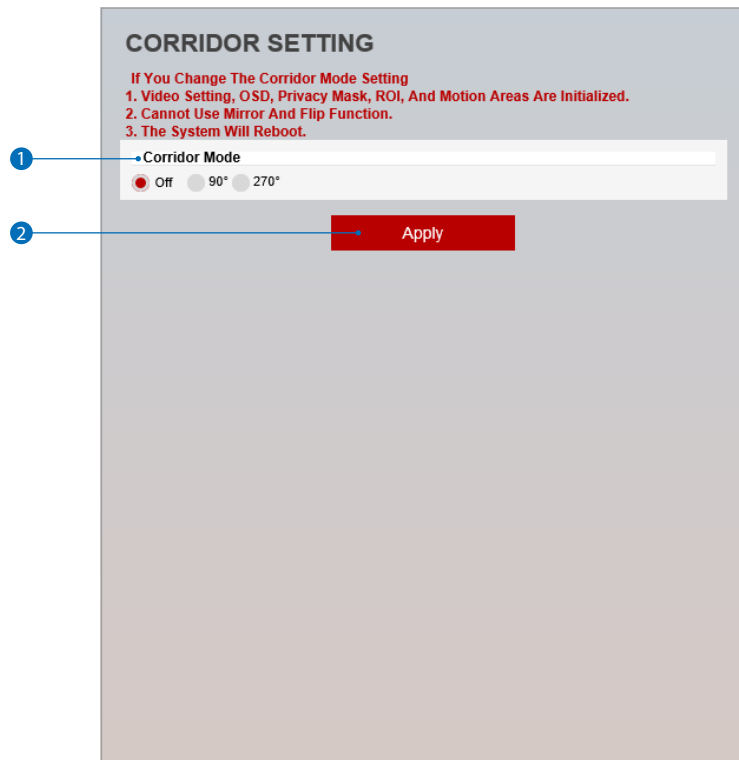 CORRIDOR SETTING
If You Change The Corridor Mode Setting
1. Video Setting, OSD, Privacy Mask, ROI, And Motion Areas Are Initialized.
2. Cannot Use Mirror And Flip Function.
3. The System Will Reboot.
1 Corridor Mode
Off 90° 270°
2 Apply